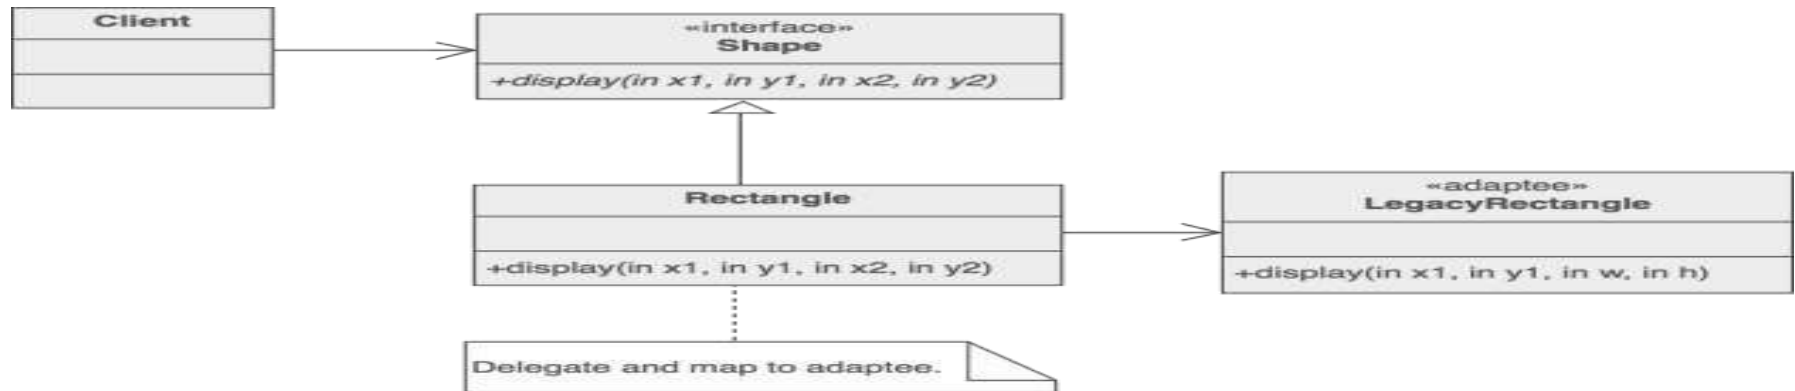 Client
«interface»
Shape
+display(in x1, in y1, in x2, in y2)
Rectangle
+display(in x1, in y1, in x2, in y2)
«adaptee»
LegacyRectangle
+display(in x1, in y1, in w, in h)
Delegate and map to adaptee.